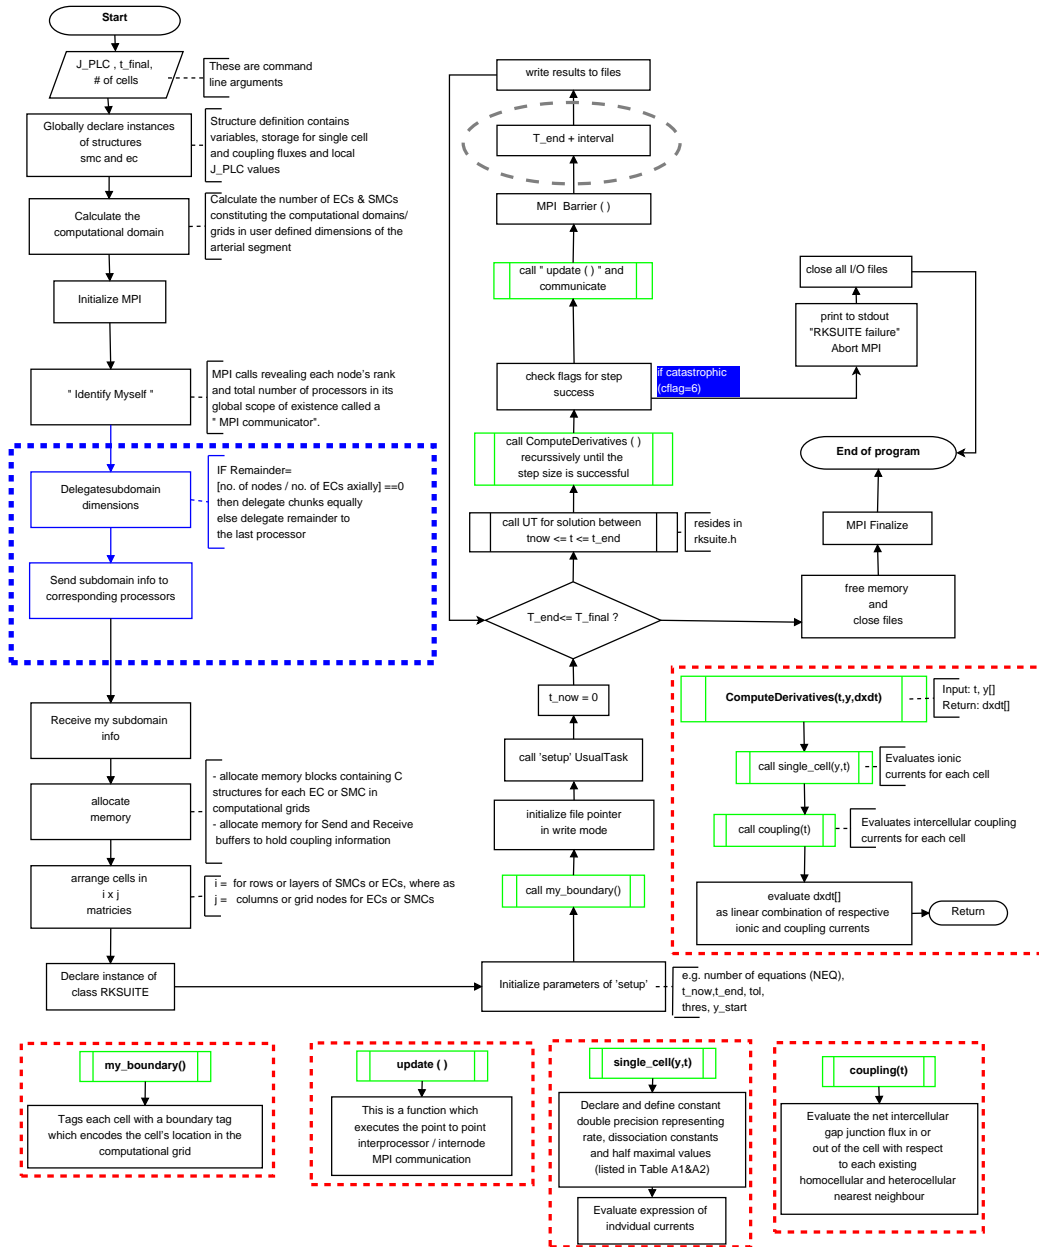 Start
J_PLC , t_final,
# of cells
These are command
line arguments
Globally declare instances
of structures
smc and ec
Structure definition contains
variables, storage for single cell
and coupling fluxes and local
J_PLC values
Calculate the
computational domain
Calculate the number of ECs & SMCs
constituting the computational domains/
grids in user defined dimensions of the
arterial segment
Initialize MPI
" Identify Myself "
MPI calls revealing each node's rank
and total number of processors in its
global scope of existence called a
" MPI communicator".
Delegatesubdomain
dimensions
IF Remainder=
[no. of nodes / no. of ECs axially] ==0
then delegate chunks equally
else delegate remainder to
the last processor
Send subdomain info to
corresponding processors
Receive my subdomain
info
allocate
memory
- allocate memory blocks containing C
structures for each EC or SMC in
computational grids
- allocate memory for Send and Receive
buffers to hold coupling information
arrange cells in
i x j
matricies
i = for rows or layers of SMCs or ECs, where as
j = columns or grid nodes for ECs or SMCs
Declare instance of
class RKSUITE
Initialize parameters of 'setup'
e.g. number of equations (NEQ),
t_now,t_end, tol,
thres, y_start
call my_boundary()
initialize file pointer
in write mode
call 'setup' UsualTask
t_now = 0
T_end<= T_final ?
call UT for solution between
tnow <= t <= t_end
resides in
rksuite.h
call ComputeDerivatives ( )
recurssively until the
step size is successful
check flags for step
success
if catastrophic
(cflag=6)
call " update ( ) " and
communicate
MPI Barrier ( )
T_end + interval
write results to files
print to stdout
"RKSUITE failure"
Abort MPI
close all I/O files
End of program
MPI Finalize
free memory
and
close files
ComputeDerivatives(t,y,dxdt)
Input: t, y[]
Return: dxdt[]
call single_cell(y,t)
Evaluates ionic
currents for each cell
call coupling(t)
Evaluates intercellular coupling
currents for each cell
evaluate dxdt[]
as linear combination of respective
ionic and coupling currents
Return
my_boundary()
Tags each cell with a boundary tag
which encodes the cell's location in the
computational grid
update ( )
This is a function which
executes the point to point
interprocessor / internode
MPI communication
single_cell(y,t)
Declare and define constant
double precision representing
rate, dissociation constants
and half maximal values
(listed in Table A1&A2)
Evaluate expression of
indvidual currents
coupling(t)
Evaluate the net intercellular
gap junction flux in or
out of the cell with respect
to each existing
homocellular and heterocellular
nearest neighbour